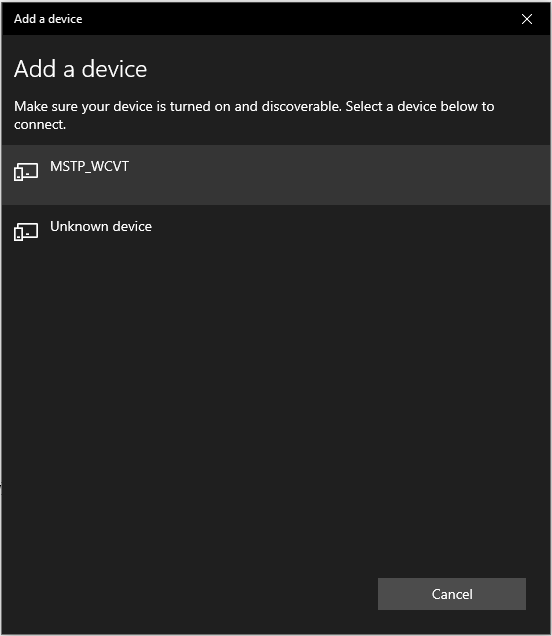 Add a device
Add a device
Make sure your device is turned on and discoverable. Select a device below to
connect.
MSTP_WCVT
Unknown device
Cancel